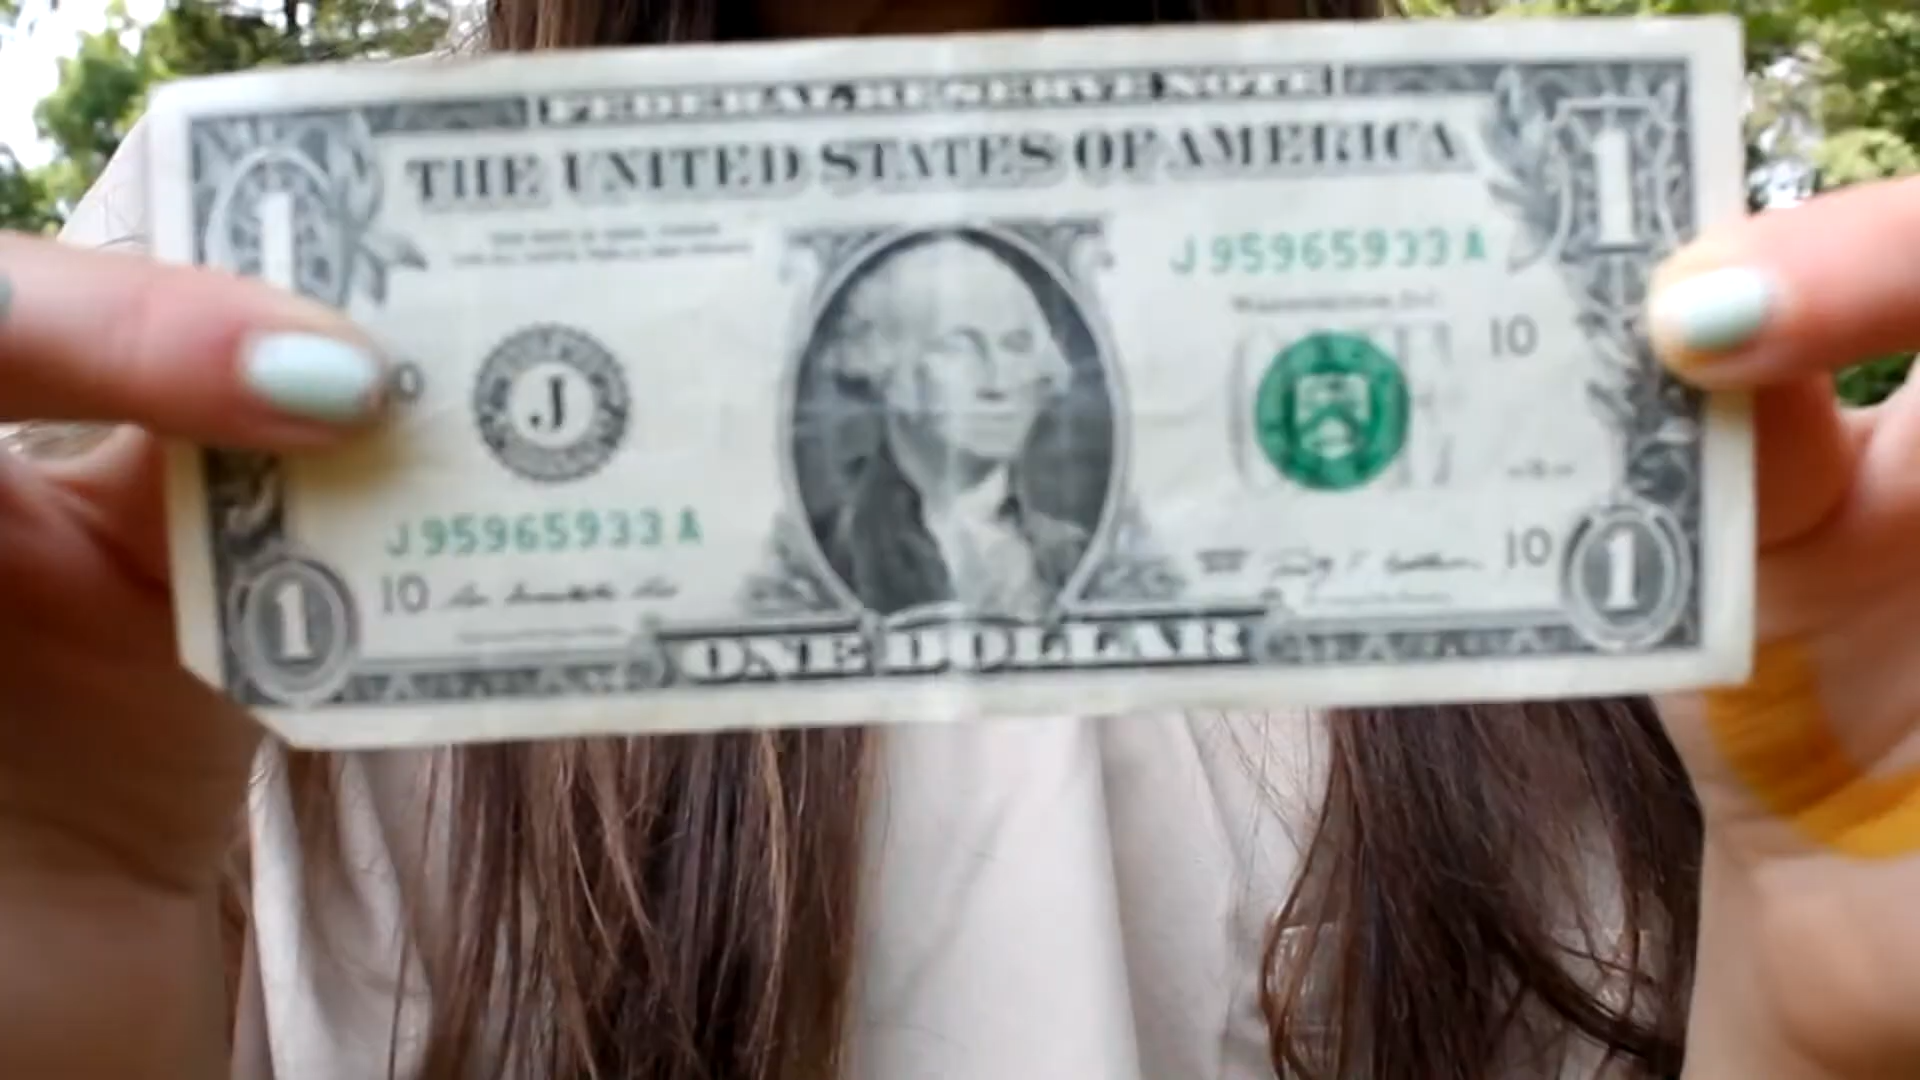 FEDERAL RESERVE NOTE
THE UNITED STATES OF AMERICA
1
1
J 95965933 A
WASHINGTON, D.C.
10
J
J 95965933 A
10
10
1
1
ONE DOLLAR